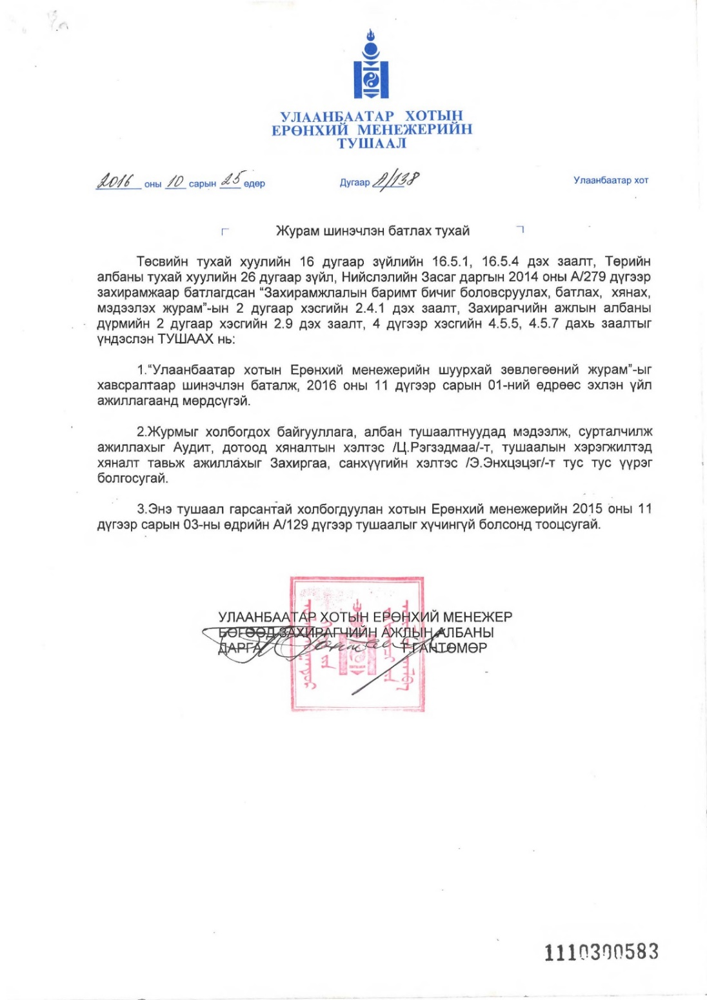 УЛААНБААТАР ХОТЫН
ЕРӨНХИЙ МЕНЕЖЕРИЙН
ТУШААЛ
2016 оны 10 сарын 25 өдөр Дугаар А/138 Улаанбаатар хот
Журам шинэчлэн батлах тухай
Төсвийн тухай хуулийн 16 дугаар зүйлийн 16.5.1, 16.5.4 дэх заалт, Төрийн
албаны тухай хуулийн 26 дугаар зүйл, Нийслэлийн Засаг даргын 2014 оны А/279 дүгээр
захирамжаар батлагдсан “Захирамжлалын баримт бичиг боловсруулах, батлах, хянах,
мэдээлэх журам”-ын 2 дугаар хэсгийн 2.4.1 дэх заалт, Захирагчийн ажлын албаны
дүрмийн 2 дугаар хэсгийн 2.9 дэх заалт, 4 дүгээр хэсгийн 4.5.5, 4.5.7 дахь заалтыг
үндэслэн ТУШААХ нь:
1.“Улаанбаатар хотын Ерөнхий менежерийн шуурхай зөвлөгөөний журам”-ыг
хавсралтаар шинэчлэн баталж, 2016 оны 11 дүгээр сарын 01-ний өдрөөс эхлэн үйл
ажиллагаанд мөрдсүгэй.
2.Журмыг холбогдох байгууллага, албан тушаалтнуудад мэдээлж, сурталчилж
ажиллахыг Аудит, дотоод хяналтын хэлтэс /Ц.Рэгзэдмаа/-т, тушаалын хэрэгжилтэд
хяналт тавьж ажиллахыг Захиргаа, санхүүгийн хэлтэс /Э.Энхцэцэг/-т тус тус үүрэг
болгосугай.
3.Энэ тушаал гарсантай холбогдуулан хотын Ерөнхий менежерийн 2015 оны 11
дүгээр сарын 03-ны өдрийн А/129 дүгээр тушаалыг хүчингүй болсонд тооцсугай.
УЛААНБААТАР ХОТЫН ЕРӨНХИЙ МЕНЕЖЕР
БӨГӨӨД ЗАХИРАГЧИЙН АЖЛЫН АЛБАНЫ
ДАРГА Т.ГАНТӨМӨР
1110300583